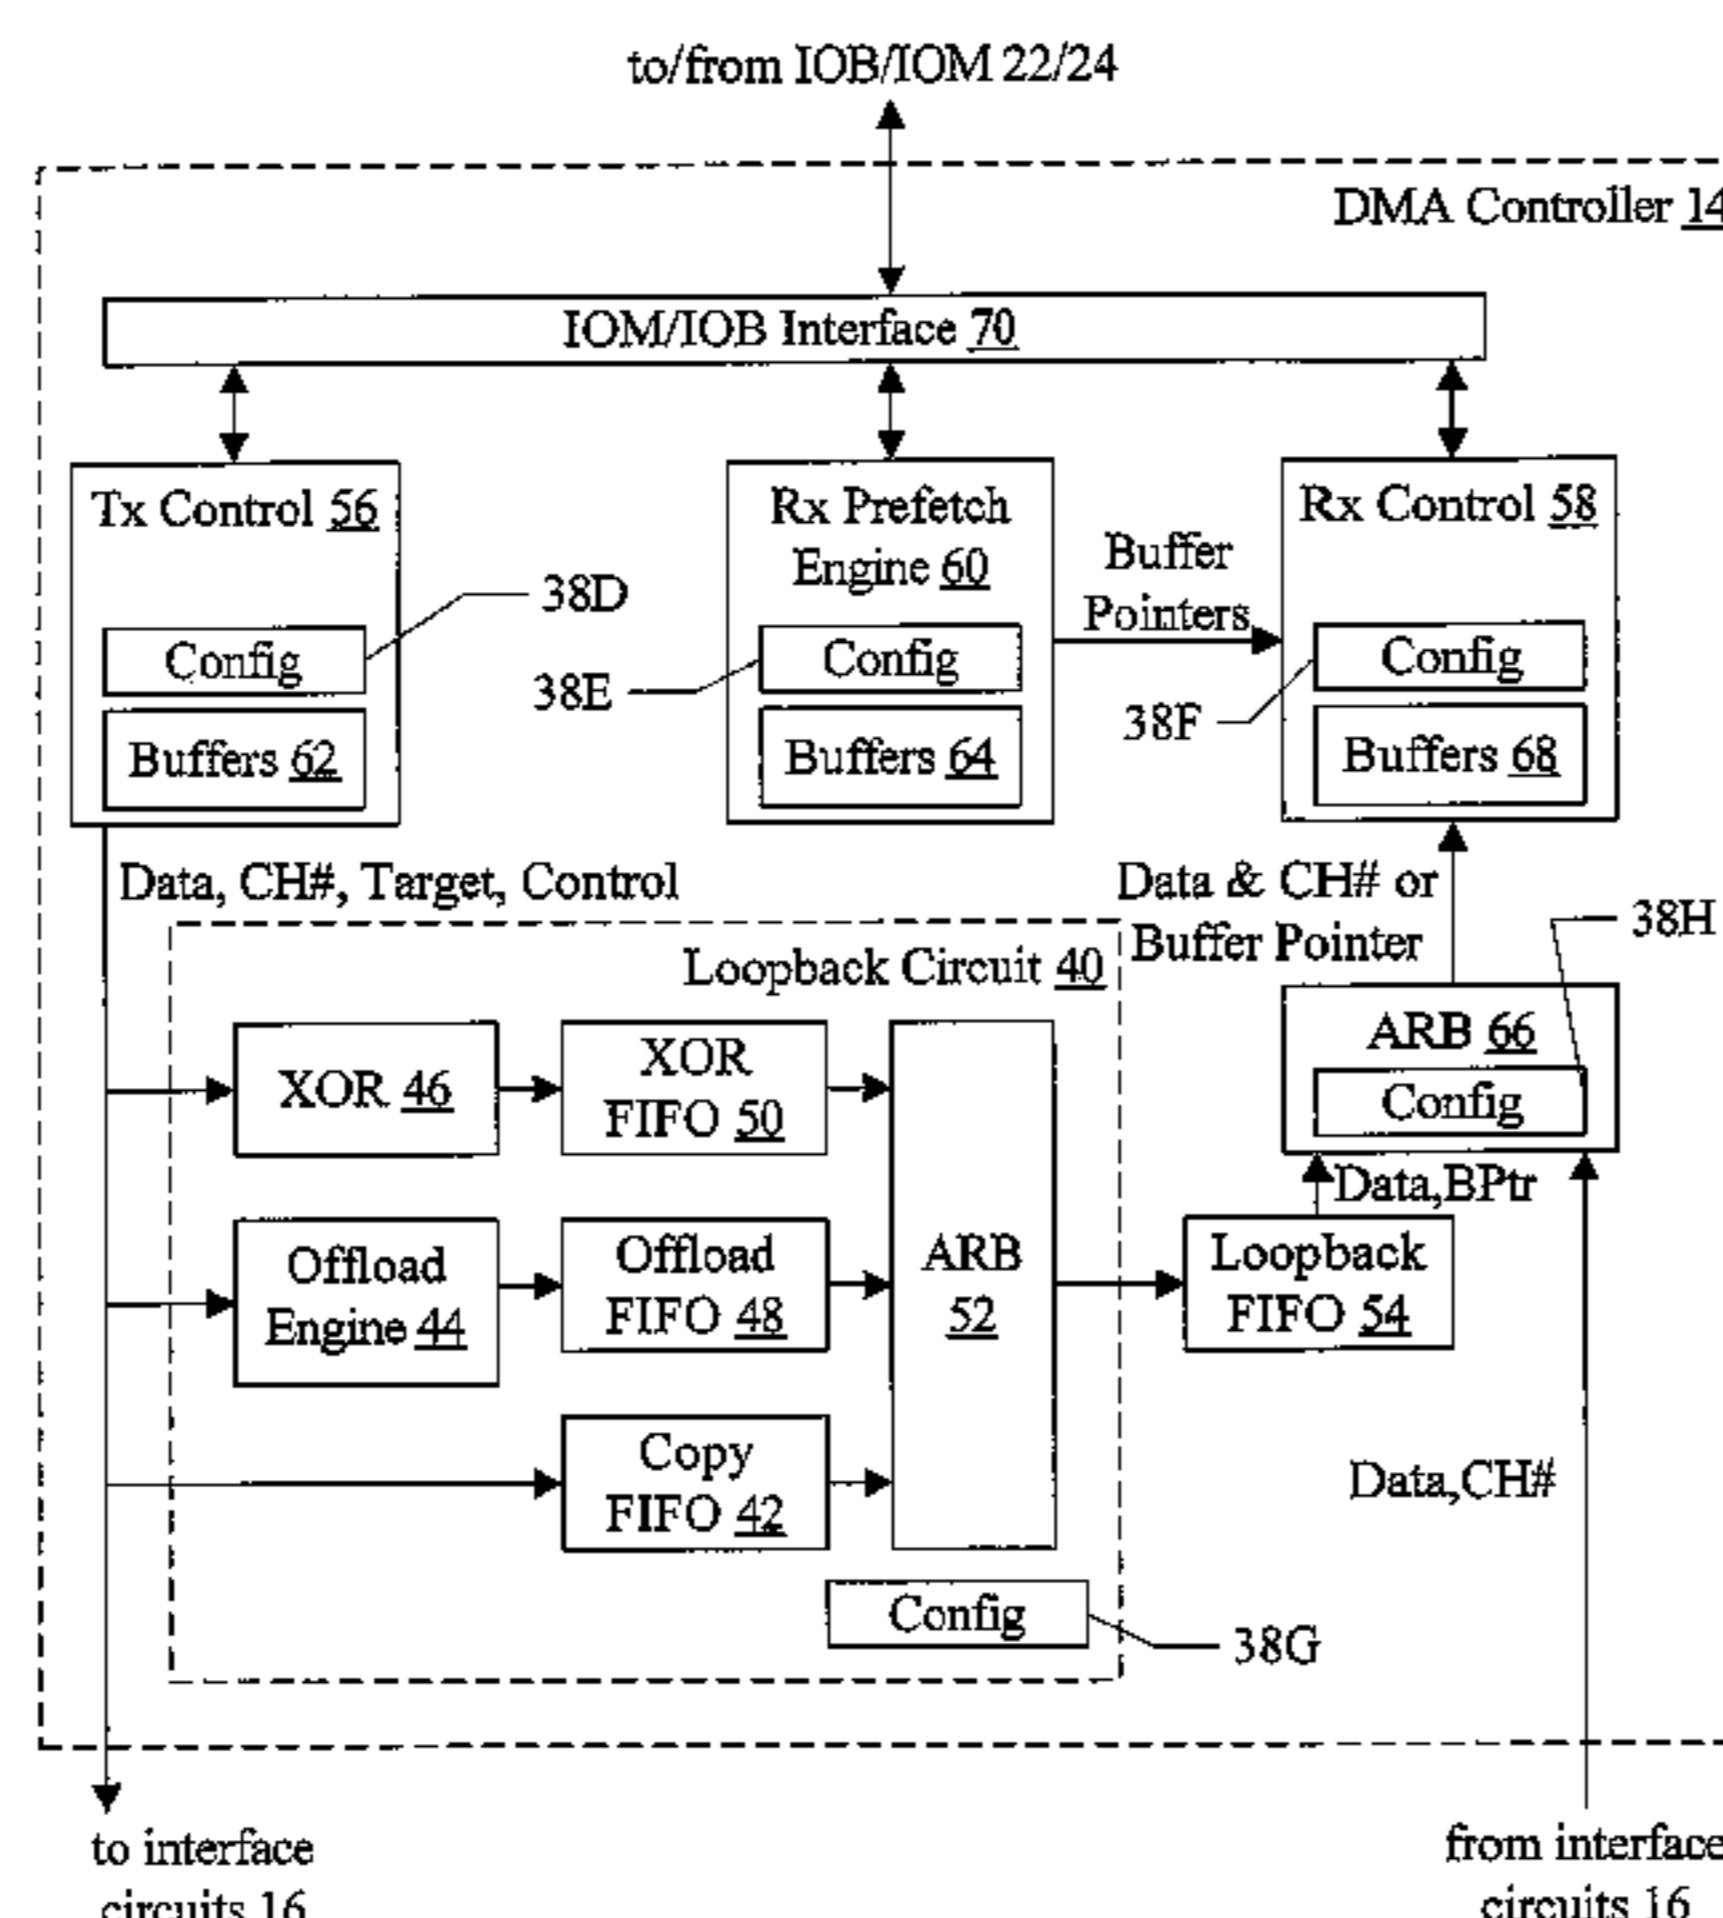 to/from IOB/IOM 22/24
DMA Controller 14
IOM/IOB Interface 70
Tx Control 56
Config
Buffers 62
38D
Rx Prefetch
Engine 60
Config
Buffers 64
38E
Buffer
Pointers
Rx Control 58
Config
Buffers 68
38F
Data, CH#, Target, Control
Data & CH# or
Buffer Pointer
38H
Loopback Circuit 40
ARB 66
Config
XOR 46
XOR
FIFO 50
Data,BPtr
Offload
Engine 44
Offload
FIFO 48
ARB
52
Loopback
FIFO 54
Copy
FIFO 42
Data,CH#
Config
38G
to interface
circuits 16
from interface
circuits 16